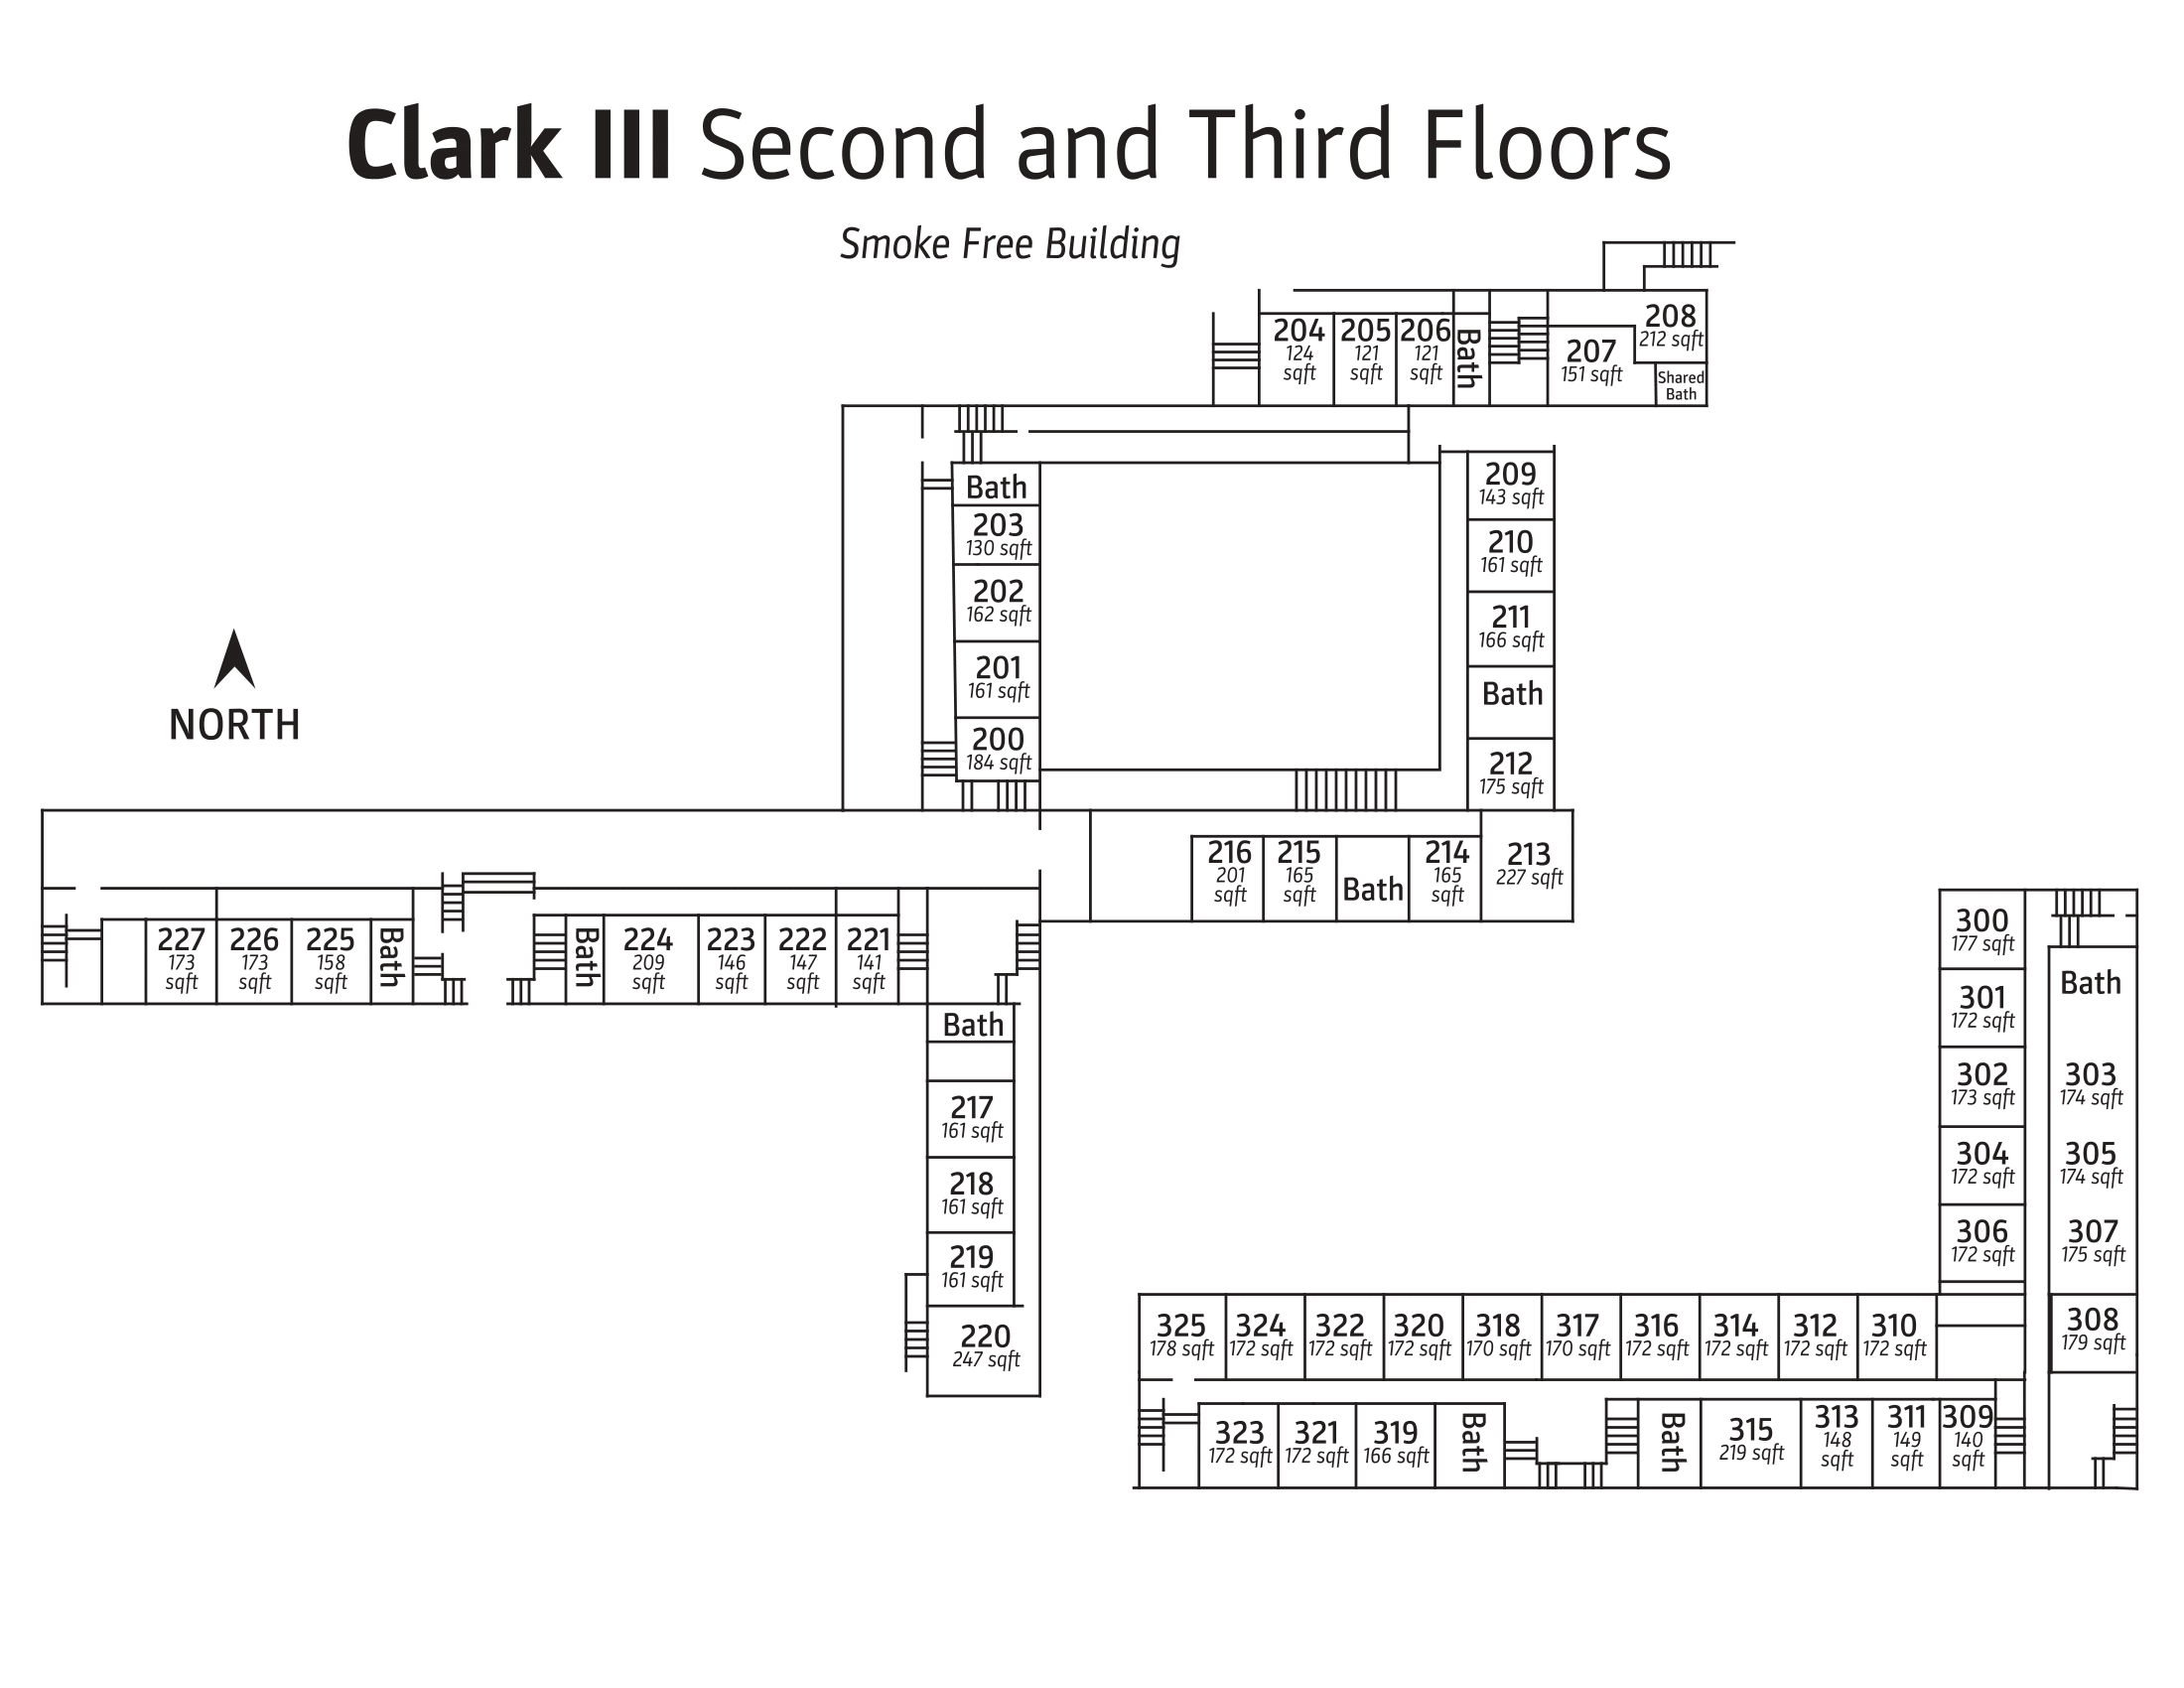 Clark III Second and Third Floors
Smoke Free Building
204
124
sqft
205
121
sqft
206
121
sqft
Bath
207
151 sqft
208
212 sqft
Shared
Bath
Bath
203
130 sqft
202
162 sqft
201
161 sqft
200
184 sqft
209
143 sqft
210
161 sqft
211
166 sqft
Bath
212
175 sqft
NORTH
216
201
sqft
215
165
sqft
Bath
214
165
sqft
213
227 sqft
227
173
sqft
226
173
sqft
225
158
sqft
Bath
Bath
224
209
sqft
223
146
sqft
222
147
sqft
221
141
sqft
Bath
217
161 sqft
218
161 sqft
219
161 sqft
220
247 sqft
300
177 sqft
301
172 sqft
302
173 sqft
304
172 sqft
306
172 sqft
Bath
303
174 sqft
305
174 sqft
307
175 sqft
308
179 sqft
325
178 sqft
324
172 sqft
322
172 sqft
320
172 sqft
318
170 sqft
317
170 sqft
316
172 sqft
314
172 sqft
312
172 sqft
310
172 sqft
323
172 sqft
321
172 sqft
319
166 sqft
Bath
Bath
315
219 sqft
313
148
sqft
311
149
sqft
309
140
sqft